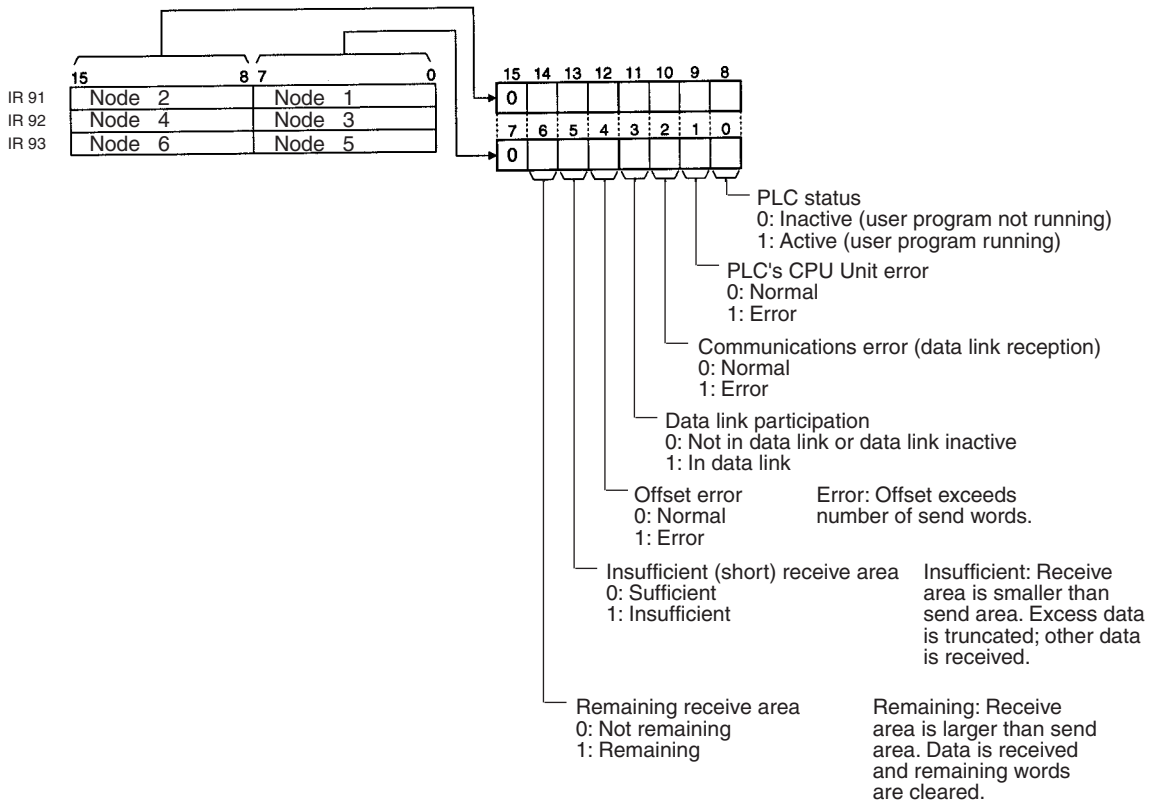 15 8 7 0
IR 91 Node 2 Node 1
IR 92 Node 4 Node 3
IR 93 Node 6 Node 5
15 14 13 12 11 10 9 8
0
7 6 5 4 3 2 1 0
0
PLC status
0: Inactive (user program not running)
1: Active (user program running)
PLC's CPU Unit error
0: Normal
1: Error
Communications error (data link reception)
0: Normal
1: Error
Data link participation
0: Not in data link or data link inactive
1: In data link
Offset error
0: Normal
1: Error
Error: Offset exceeds
number of send words.
Insufficient (short) receive area
0: Sufficient
1: Insufficient
Insufficient: Receive
area is smaller than
send area. Excess data
is truncated; other data
is received.
Remaining receive area
0: Not remaining
1: Remaining
Remaining: Receive
area is larger than send
area. Data is received
and remaining words
are cleared.